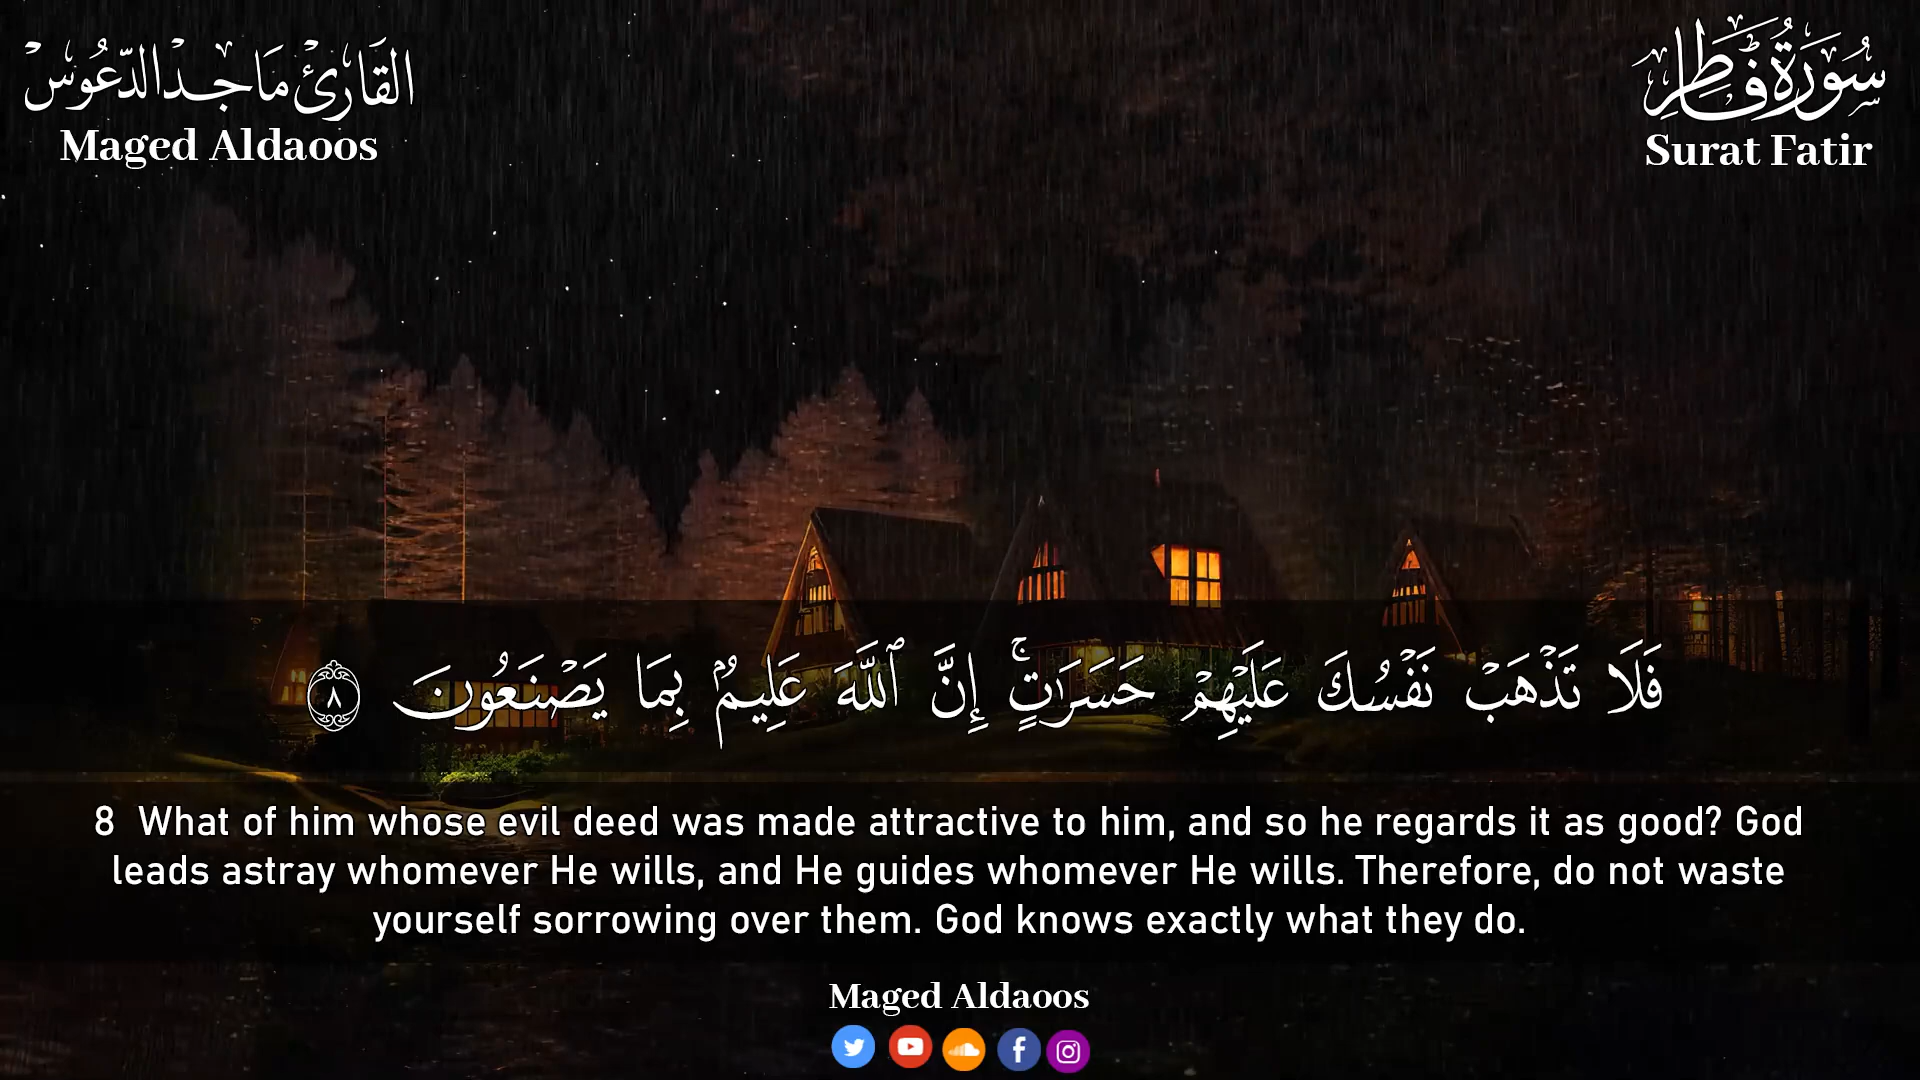 القَارِئ مَاجِد الدّعُوس
Maged Aldaoos
سُورَةُ فَاطِر
Surat Fatir
فَلَا تَذْهَبْ نَفْسُكَ عَلَيْهِمْ حَسَرَٰتٍ ۚ إِنَّ ٱللَّهَ عَلِيمٌۢ بِمَا يَصْنَعُونَ ٨
8 What of him whose evil deed was made attractive to him, and so he regards it as good? God
leads astray whomever He wills, and He guides whomever He wills. Therefore, do not waste
yourself sorrowing over them. God knows exactly what they do.
Maged Aldaoos